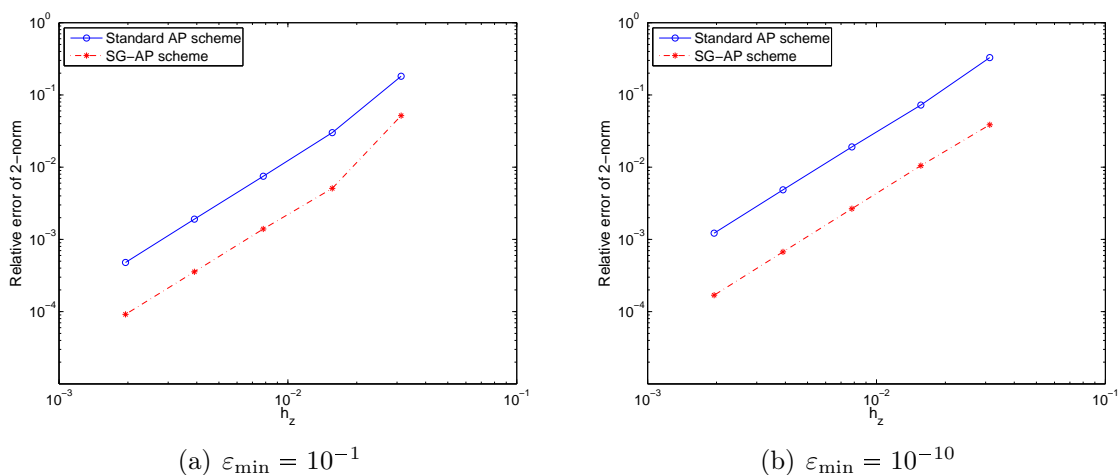 10^0
10^-1
10^-2
10^-3
10^-4
Relative error of 2−norm
Standard AP scheme
SG−AP scheme
10^-3
10^-2
10^-1
h_z
(a) ε_min = 10^-1
10^0
10^-1
10^-2
10^-3
10^-4
Relative error of 2−norm
Standard AP scheme
SG−AP scheme
10^-3
10^-2
10^-1
h_z
(b) ε_min = 10^-10